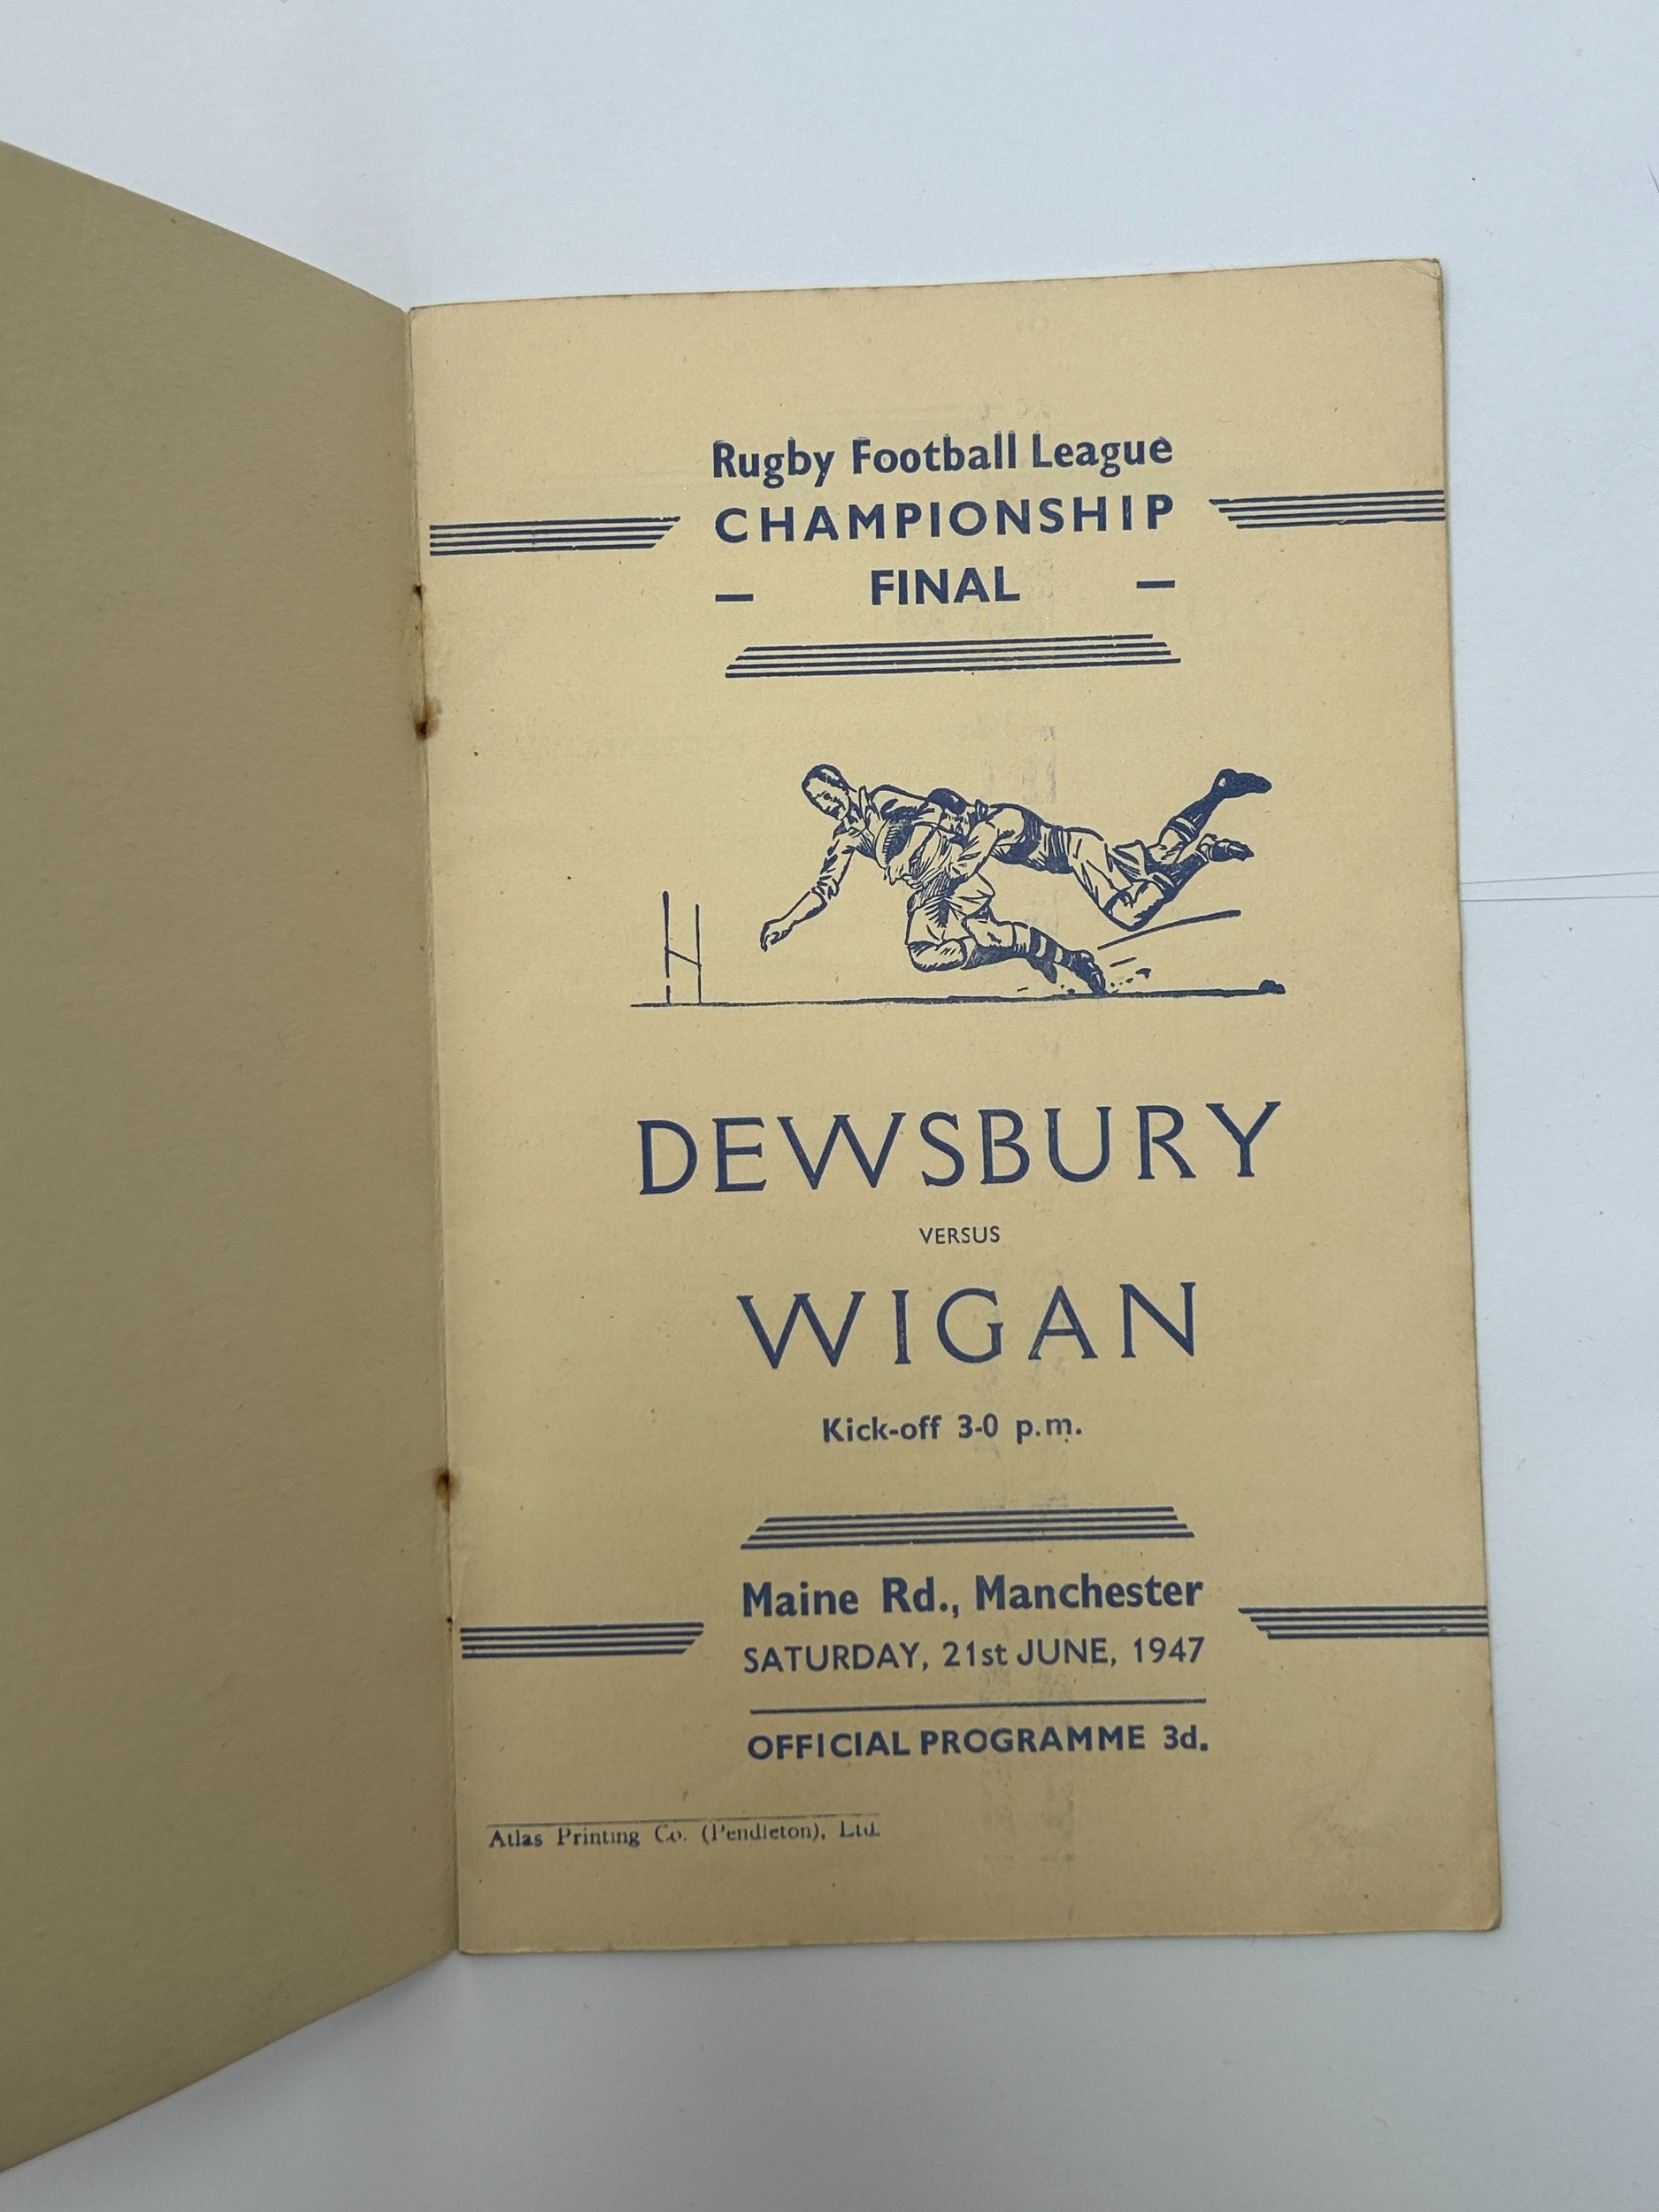 Rugby Football League
CHAMPIONSHIP
— FINAL —
DEWSBURY
VERSUS
WIGAN
Kick-off 3-0 p.m.
Maine Rd., Manchester
SATURDAY, 21st JUNE, 1947
OFFICIAL PROGRAMME 3d.
Atlas Printing Co. (Pendleton), Ltd.